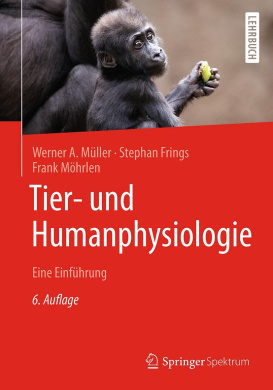 LEHRBUCH
Werner A. Müller · Stephan Frings
Frank Möhrlen
Tier- und
Humanphysiologie
Eine Einführung
6. Auflage
Springer Spektrum